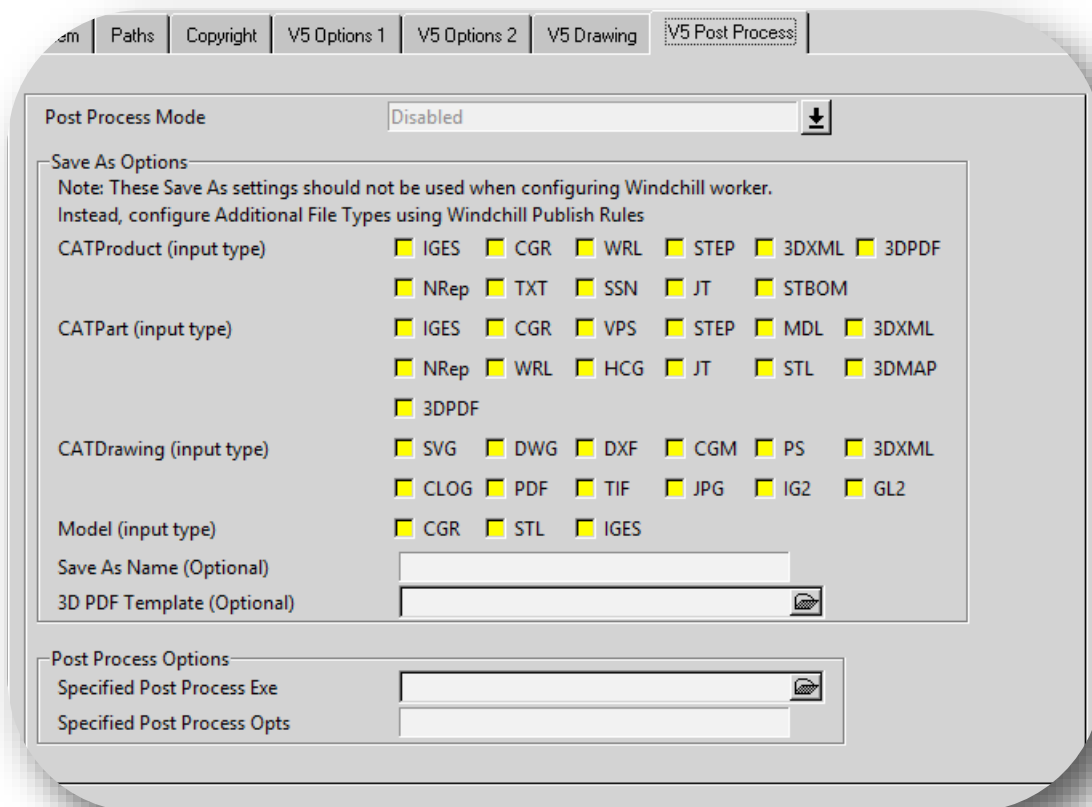 Paths Copyright V5 Options 1 V5 Options 2 V5 Drawing V5 Post Process
Post Process Mode Disabled
Save As Options
Note: These Save As settings should not be used when configuring Windchill worker.
Instead, configure Additional File Types using Windchill Publish Rules
CATProduct (input type) IGES CGR WRL STEP 3DXML 3DPDF
NRep TXT SSN JT STBOM
CATPart (input type) IGES CGR VPS STEP MDL 3DXML
NRep WRL HCG JT STL 3DMAP
3DPDF
CATDrawing (input type) SVG DWG DXF CGM PS 3DXML
CLOG PDF TIF JPG IG2 GL2
Model (input type) CGR STL IGES
Save As Name (Optional)
3D PDF Template (Optional)
Post Process Options
Specified Post Process Exe
Specified Post Process Opts